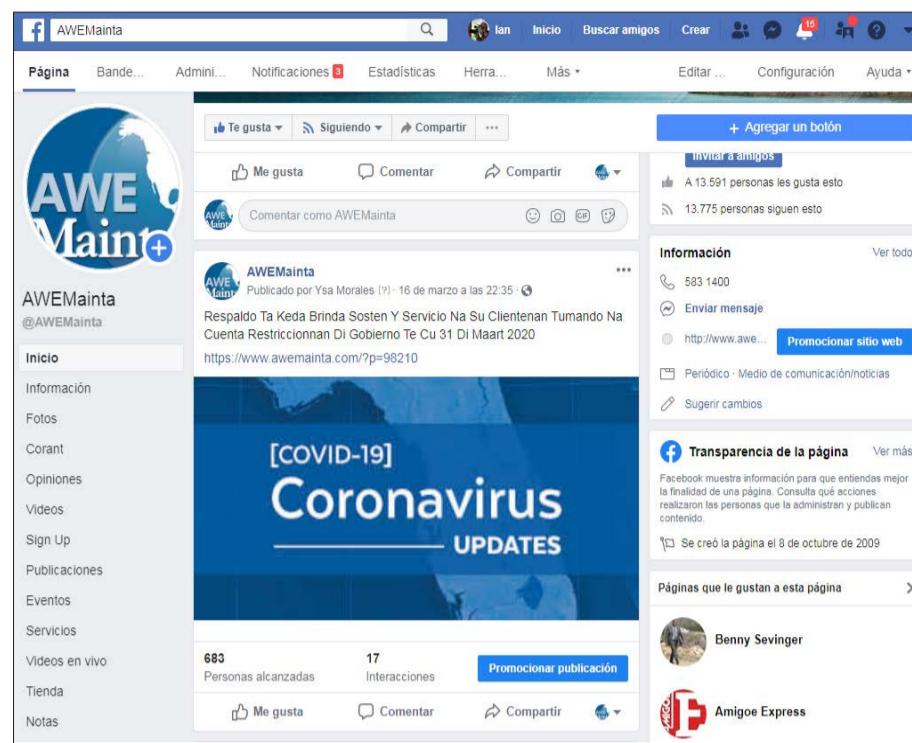 AWEMainta
Ian
Inicio
Buscar amigos
Crear
15
Página
Bande...
Admini...
Notificaciones 3
Estadísticas
Herra...
Más
Editar ...
Configuración
Ayuda
AWE
Mainta
AWEMainta
@AWEMainta
Inicio
Información
Fotos
Corant
Opiniones
Videos
Sign Up
Publicaciones
Eventos
Servicios
Videos en vivo
Tienda
Notas
Te gusta
Siguiendo
Compartir
...
+ Agregar un botón
Me gusta
Comentar
Compartir
Comentar como AWEMainta
GIF
AWEMainta
Publicado por Ysa Morales [?] · 16 de marzo a las 22:35 ·
Respaldo Ta Keda Brinda Sosten Y Servicio Na Su Clientenan Tumando Na
Cuenta Restriccionnan Di Gobierno Te Cu 31 Di Maart 2020
https://www.awemainta.com/?p=98210
[COVID-19]
Coronavirus
UPDATES
683
Personas alcanzadas
17
Interacciones
Promocionar publicación
Me gusta
Comentar
Compartir
Invitar a amigos
A 13.591 personas les gusta esto
13.775 personas siguen esto
Información
Ver todo
583 1400
Enviar mensaje
http://www.awe...
Promocionar sitio web
Periódico · Medio de comunicación/noticias
Sugerir cambios
Transparencia de la página
Ver más
Facebook muestra información para que entiendas mejor
la finalidad de una página. Consulta qué acciones
realizaron las personas que la administran y publican
contenido.
Se creó la página el 8 de octubre de 2009
Páginas que le gustan a esta página
Benny Sevinger
Amigoe Express